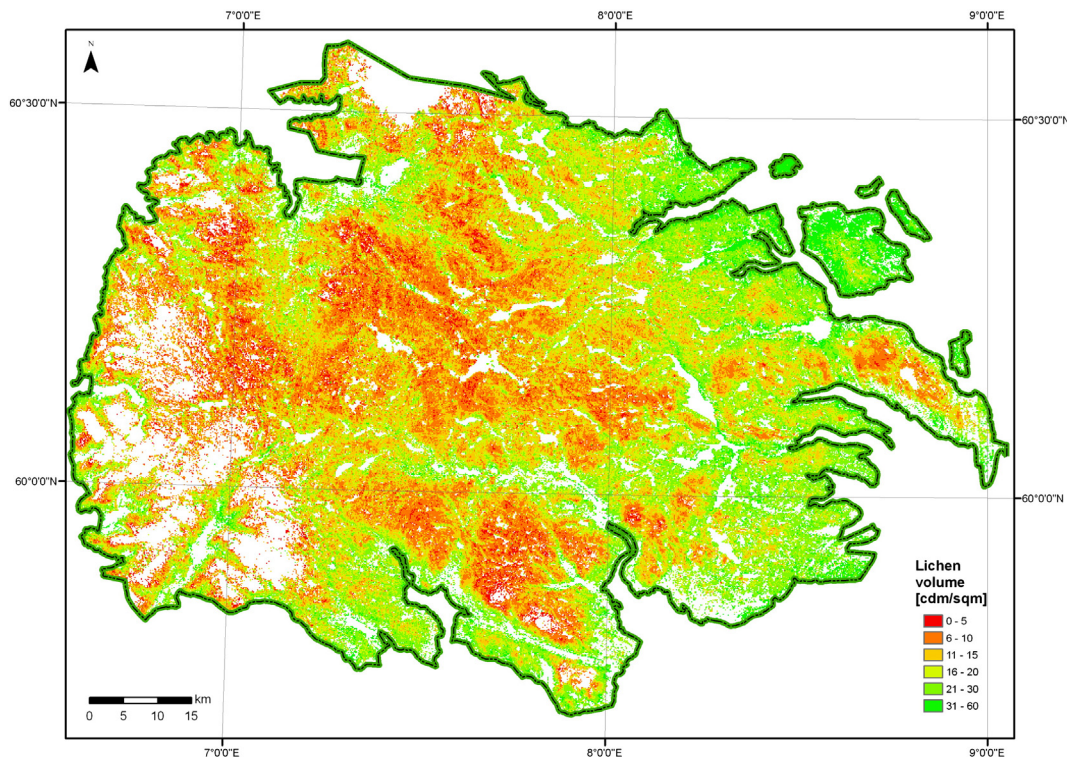 7°0'0"E
8°0'0"E
9°0'0"E
N
60°3.0"N
60°3.0"N
60°0'0"N
60°0'0"N
Lichen
volume
[cdm/sqm]
0 - 5
6 - 10
11 - 15
16 - 20
21 - 30
31 - 60
km
0 5 10 15
7°0'0"E
8°0'0"E
9°0'0"E